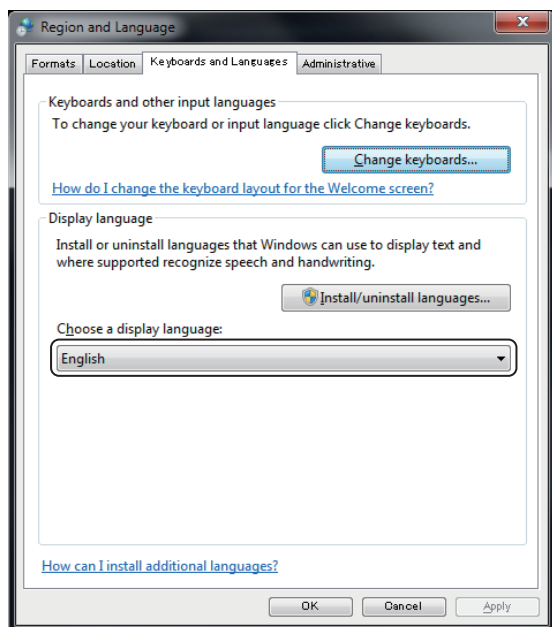 Region and Language
Formats Location Keyboards and Languages Administrative
Keyboards and other input languages
To change your keyboard or input language click Change keyboards.
Change keyboards...
How do I change the keyboard layout for the Welcome screen?
Display language
Install or uninstall languages that Windows can use to display text and
where supported recognize speech and handwriting.
Install/uninstall languages...
Choose a display language:
English
How can I install additional languages?
OK Cancel Apply